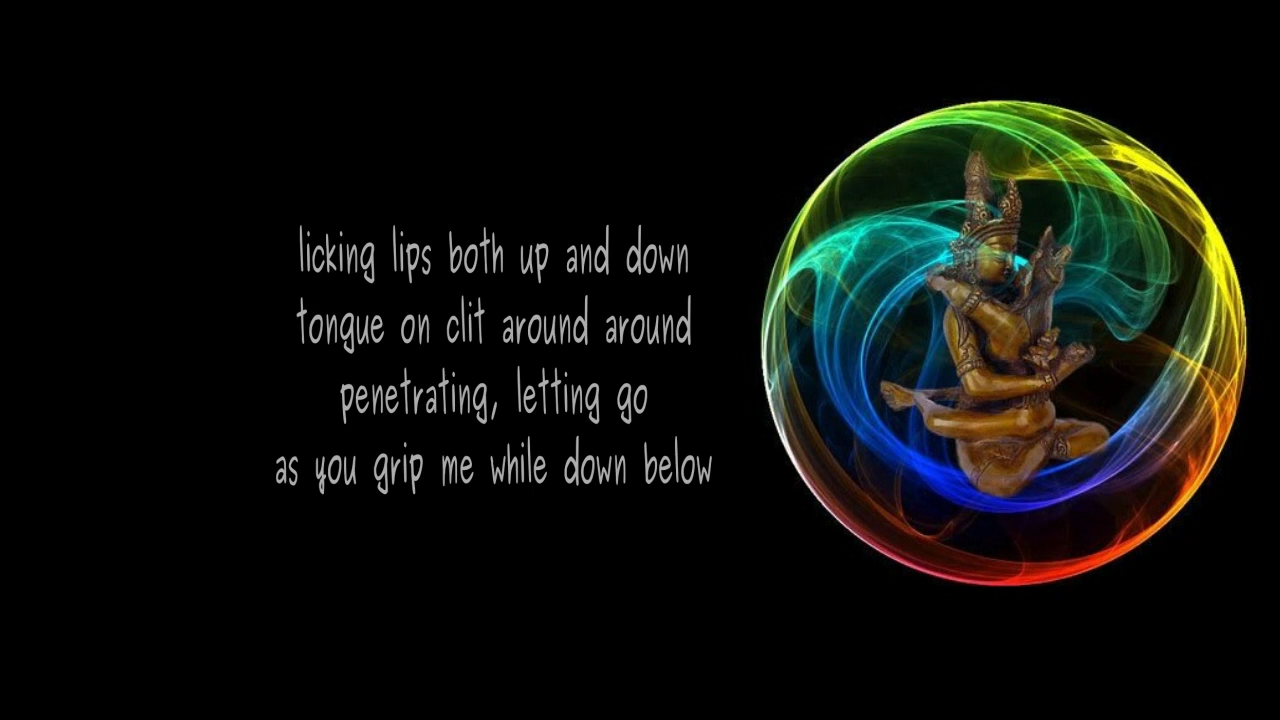 licking lips both up and down
tongue on clit around around
penetrating, letting go
as you grip me while down below